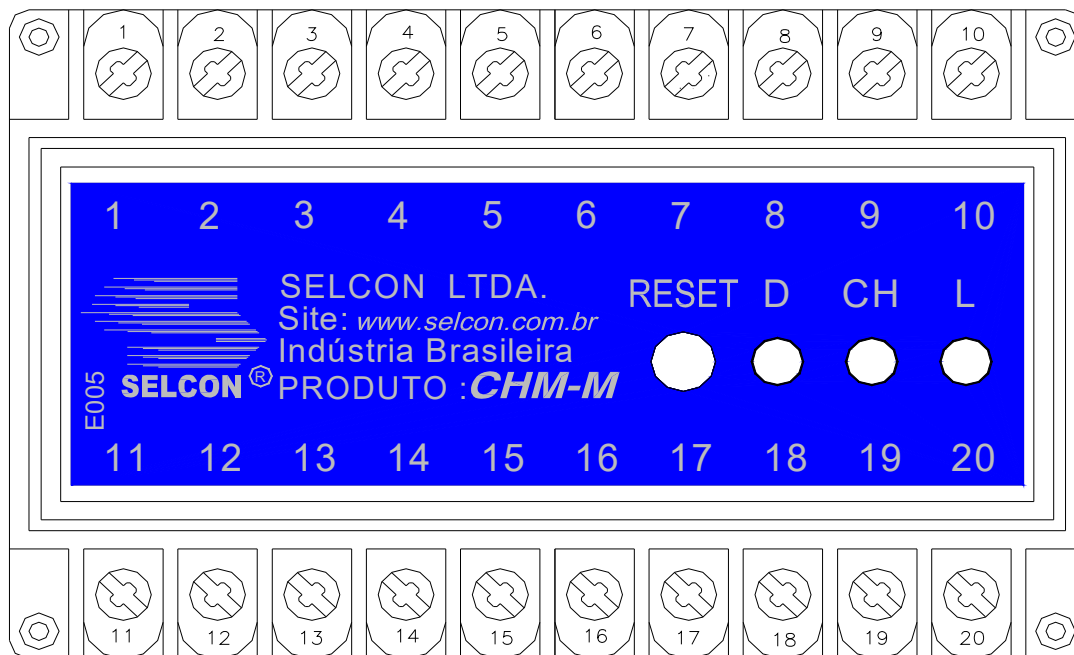 1 2 3 4 5 6 7 8 9 10
1 2 3 4 5 6 7 8 9 10
SELCON LTDA.
Site: www.selcon.com.br
Indústria Brasileira
PRODUTO : CHM-M
SELCON ®
E005
RESET D CH L
11 12 13 14 15 16 17 18 19 20
11 12 13 14 15 16 17 18 19 20